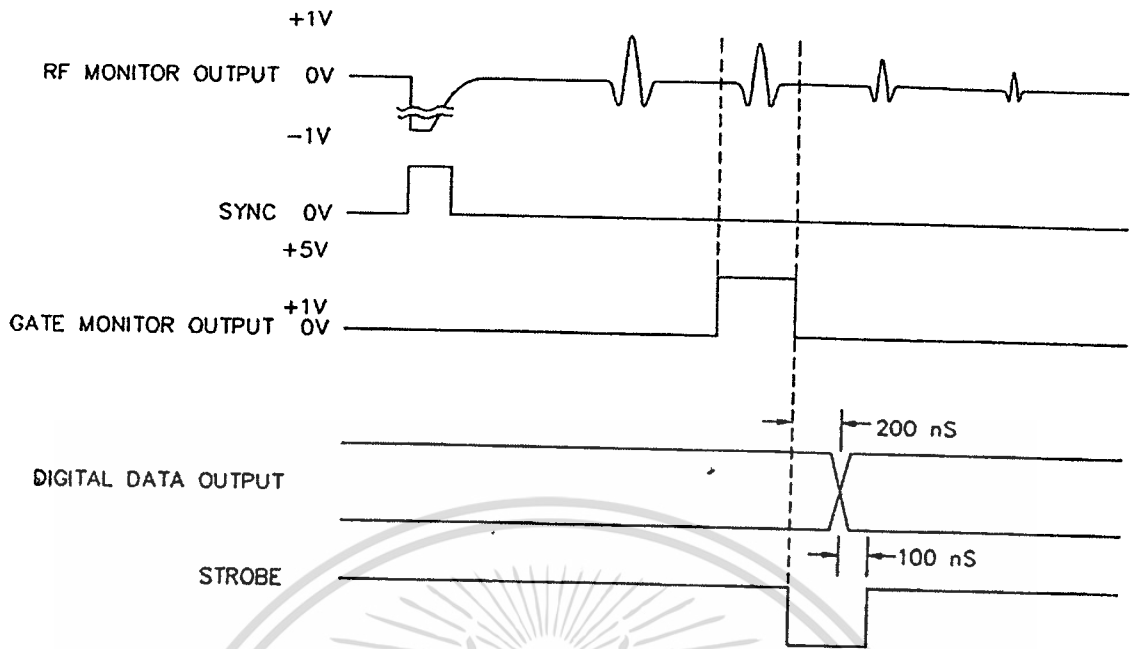 +1V
RF MONITOR OUTPUT 0V
-1V
SYNC 0V
+5V
+1V
GATE MONITOR OUTPUT 0V
200 nS
DIGITAL DATA OUTPUT
100 nS
STROBE